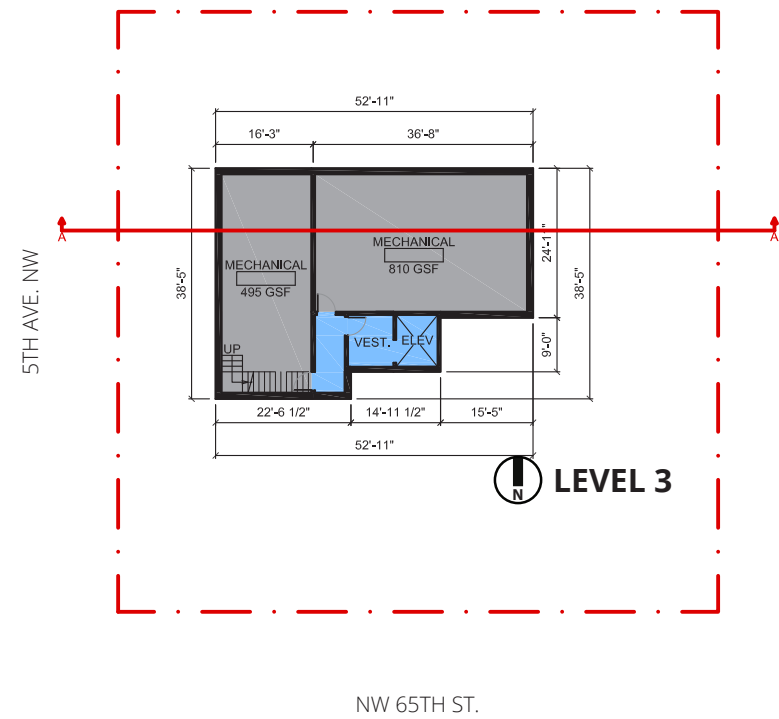 52'-11"
16'-3"
36'-8"
A
A
MECHANICAL
810 GSF
MECHANICAL
495 GSF
38'-5"
38'-5"
9'-0"
5TH AVE. NW
VEST.
ELEV
UP
22'-6 1/2"
14'-11 1/2"
15'-5"
52'-11"
N
LEVEL 3
NW 65TH ST.